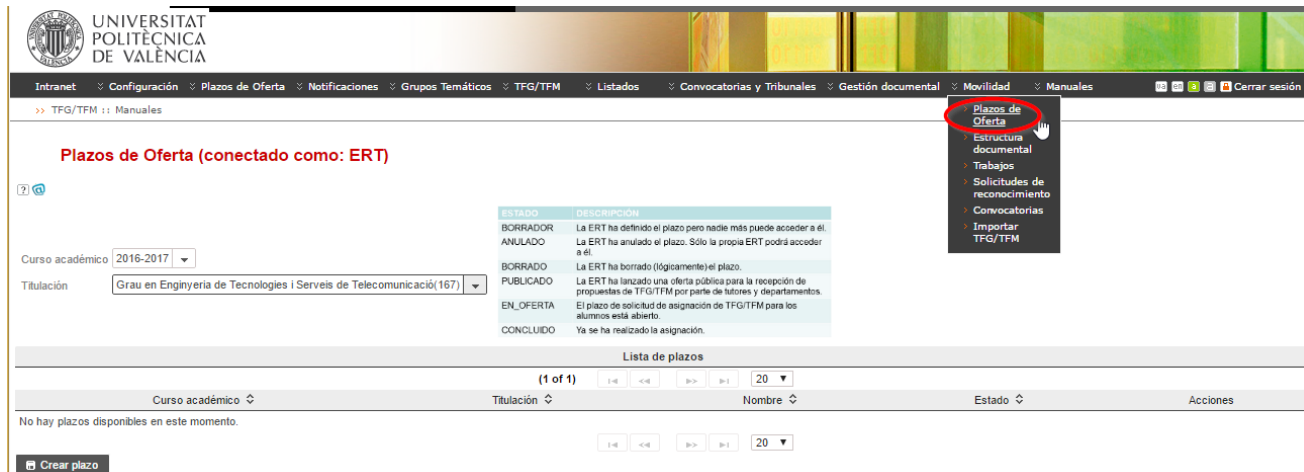 UNIVERSITAT
POLITÈCNICA
DE VALÈNCIA
Intranet Configuración Plazos de Oferta Notificaciones Grupos Temáticos TFG/TFM Listados Convocatorias y Tribunales Gestión documental Movilidad Manuales va en a a Cerrar sesión
>> TFG/TFM :: Manuales
Plazos de
Oferta
Estructura
documental
Trabajos
Solicitudes de
reconocimiento
Convocatorias
Importar
TFG/TFM
Plazos de Oferta (conectado como: ERT)
? @
ESTADO DESCRIPCIÓN
BORRADOR La ERT ha definido el plazo pero nadie más puede acceder a él.
ANULADO La ERT ha anulado el plazo. Sólo la propia ERT podrá acceder
a él.
BORRADO La ERT ha borrado (lógicamente) el plazo.
PUBLICADO La ERT ha lanzado una oferta pública para la recepción de
propuestas de TFG/TFM por parte de tutores y departamentos.
EN_OFERTA El plazo de solicitud de asignación de TFG/TFM para los
alumnos está abierto.
CONCLUIDO Ya se ha realizado la asignación.
Curso académico 2016-2017
Titulación Grau en Enginyeria de Tecnologies i Serveis de Telecomunicació(167)
Lista de plazos
(1 of 1) 20
Curso académico Titulación Nombre Estado Acciones
No hay plazos disponibles en este momento.
20
Crear plazo